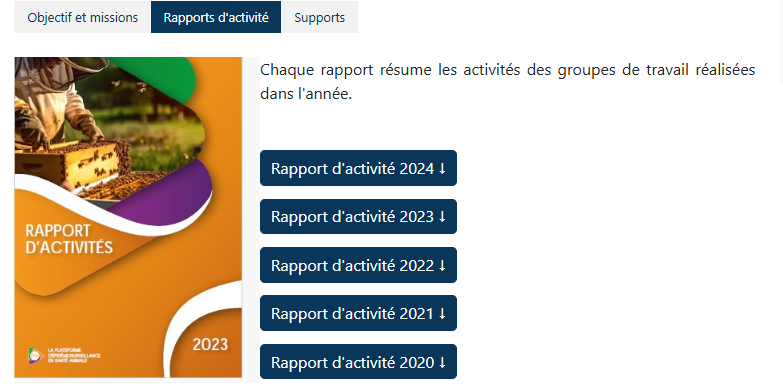 Objectif et missions
Rapports d'activité
Supports
Chaque rapport résume les activités des groupes de travail réalisées
dans l'année.
Rapport d'activité 2024 ↓
Rapport d'activité 2023 ↓
Rapport d'activité 2022 ↓
Rapport d'activité 2021 ↓
Rapport d'activité 2020 ↓
RAPPORT
D'ACTIVITÉS
LA PLATEFORME
D'ÉPIDÉMIOSURVEILLANCE
EN SANTÉ ANIMALE
2023